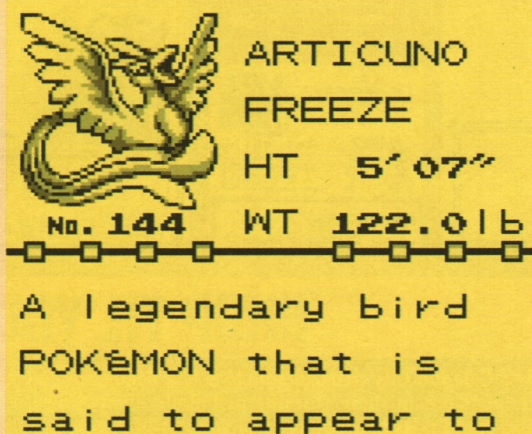 ARTICUNO
FREEZE
HT 5′07″
No. 144 WT 122.0lb
A legendary bird
POKéMON that is
said to appear to